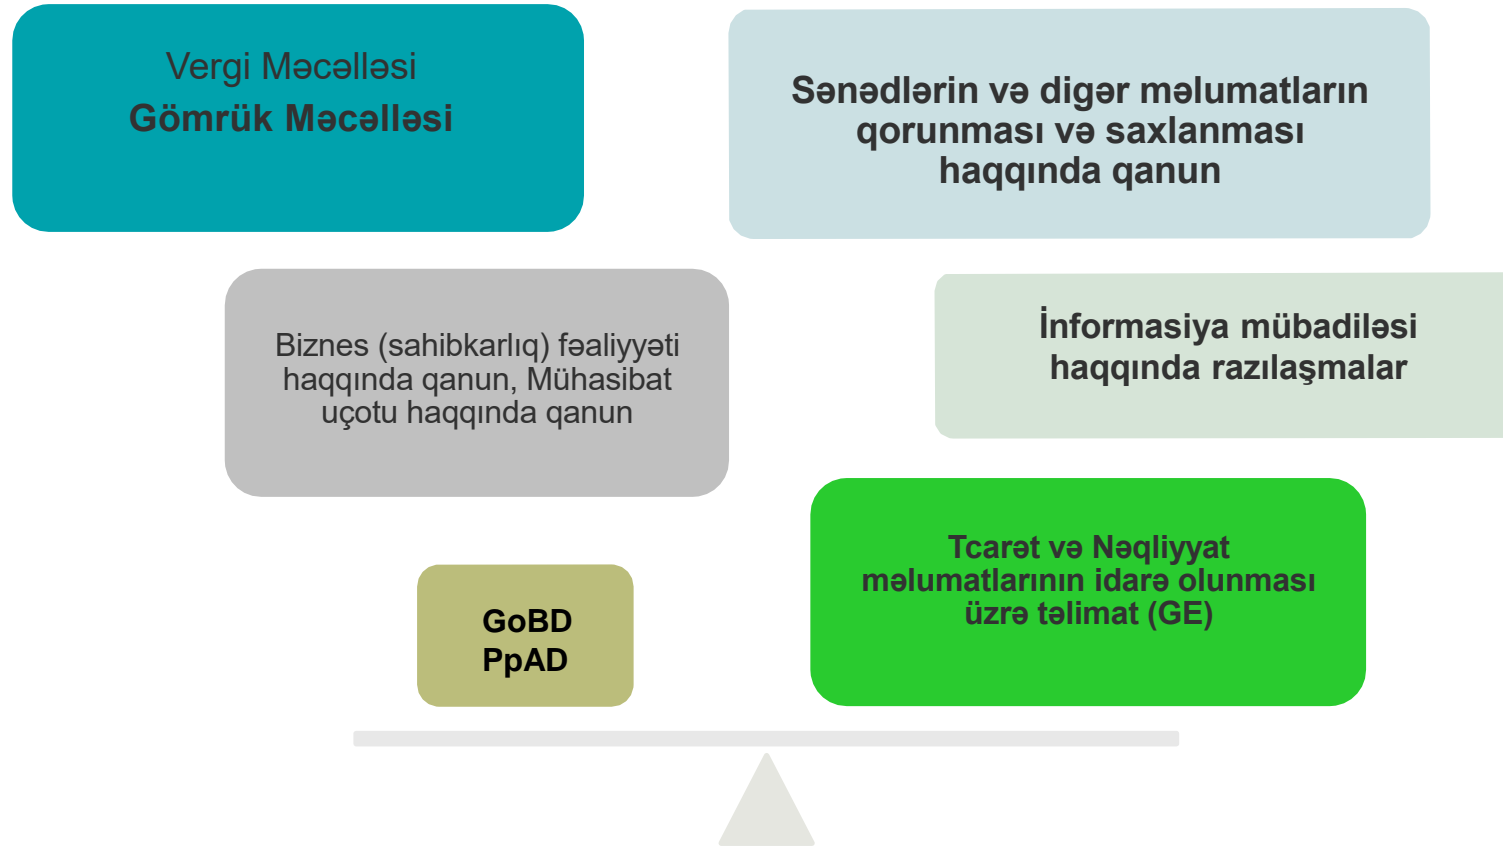 Vergi Məcəlləsi
Gömrük Məcəlləsi
Sənədlərin və digər məlumatların
qorunması və saxlanması
haqqında qanun
Biznes (sahibkarlıq) fəaliyyəti
haqqında qanun, Mühasibat
uçotu haqqında qanun
İnformasiya mübadiləsi
haqqında razılaşmalar
GoBD
PpAD
Tcarət və Nəqliyyat
məlumatlarının idarə olunması
üzrə təlimat (GE)